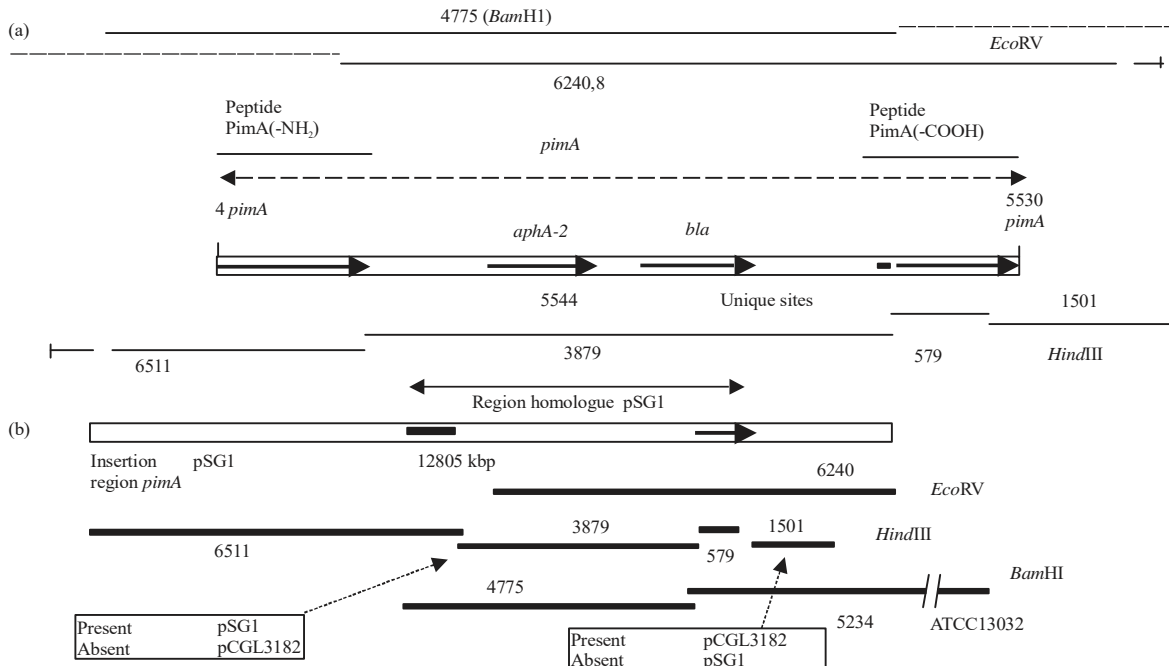 (a)
4775 (BamH1)
EcoRV
6240,8
Peptide
PimA(-NH2)
Peptide
PimA(-COOH)
pimA
4 pimA
5530
pimA
aphA-2
bla
5544
Unique sites
1501
6511
3879
579
HindIII
Region homologue pSG1
(b)
Insertion pSG1
region pimA
12805 kbp
6240
EcoRV
6511
3879
579
1501
HindIII
4775
BamHI
5234
ATCC13032
Present pSG1
Absent pCGL3182
Present pCGL3182
Absent pSG1